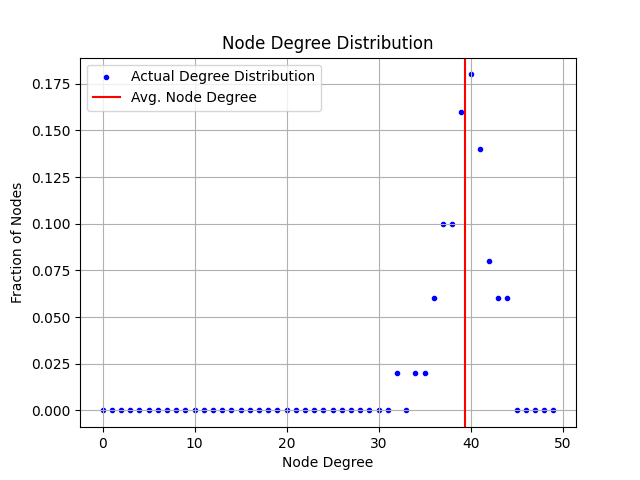 Node Degree Distribution
Actual Degree Distribution
Avg. Node Degree
0.175
0.150
0.125
0.100
0.075
0.050
0.025
0.000
Fraction of Nodes
0 10 20 30 40 50
Node Degree